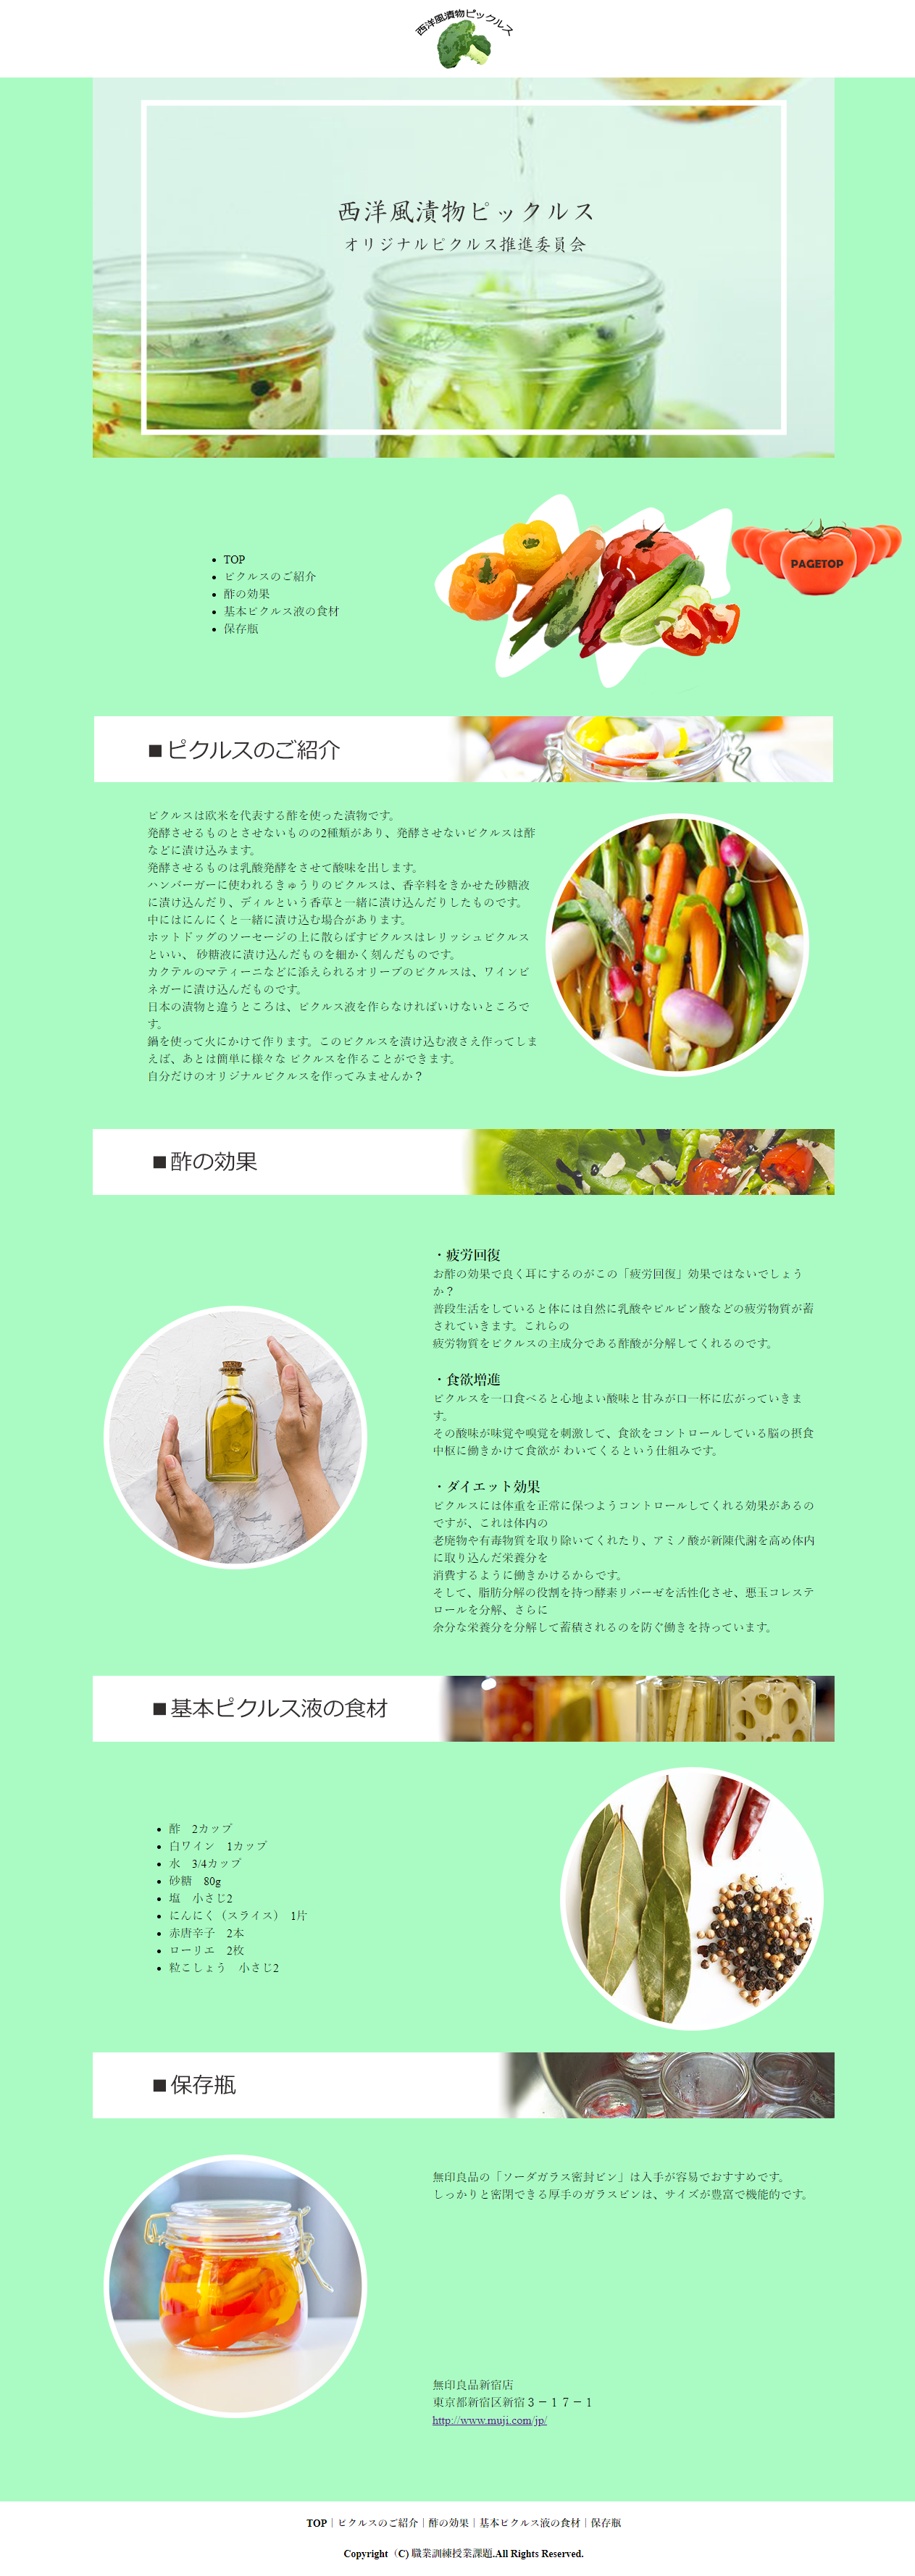 西洋風漬物ピックルス
西洋風漬物ピックルス
オリジナルピクルス推進委員会
PAGETOP
TOP
ピクルスのご紹介
酢の効果
基本ピクルス液の食材
保存瓶
■ピクルスのご紹介
ピクルスは欧米を代表する酢を使った漬物です。
発酵させるものとさせないものの2種類があり、発酵させないピクルスは酢
などに漬け込みます。
発酵させるものは乳酸発酵をさせて酸味を出します。
ハンバーガーに使われるきゅうりのピクルスは、香辛料をきかせた砂糖液
に漬け込んだり、ディルという香草と一緒に漬け込んだりしたものです。
中にはにんにくと一緒に漬け込む場合があります。
ホットドッグのソーセージの上に散らばすピクルスはレリッシュピクルス
といい、 砂糖液に漬け込んだものを細かく刻んだものです。
カクテルのマティーニなどに添えられるオリーブのピクルスは、ワインビ
ネガーに漬け込んだものです。
日本の漬物と違うところは、ピクルス液を作らなければいけないところで
す。
鍋を使って火にかけて作ります。このピクルスを漬け込む液さえ作ってしま
えば、あとは簡単に様々な ピクルスを作ることができます。
自分だけのオリジナルピクルスを作ってみませんか？
■酢の効果
・疲労回復
お酢の効果で良く耳にするのがこの「疲労回復」効果ではないでしょう
か？
普段生活をしていると体には自然に乳酸やピルビン酸などの疲労物質が蓄
されていきます。これらの
疲労物質をピクルスの主成分である酢酸が分解してくれるのです。
・食欲増進
ピクルスを一口食べると心地よい酸味と甘みが口一杯に広がっていきま
す。
その酸味が味覚や嗅覚を刺激して、食欲をコントロールしている脳の摂食
中枢に働きかけて食欲が わいてくるという仕組みです。
・ダイエット効果
ピクルスには体重を正常に保つようコントロールしてくれる効果があるの
ですが、これは体内の
老廃物や有毒物質を取り除いてくれたり、アミノ酸が新陳代謝を高め体内
に取り込んだ栄養分を
消費するように働きかけるからです。
そして、脂肪分解の役割を持つ酵素リパーゼを活性化させ、悪玉コレステ
ロールを分解、さらに
余分な栄養分を分解して蓄積されるのを防ぐ働きを持っています。
■基本ピクルス液の食材
酢　2カップ
白ワイン　1カップ
水　3/4カップ
砂糖　80g
塩　小さじ2
にんにく（スライス）　1片
赤唐辛子　2本
ローリエ　2枚
粒こしょう　小さじ2
■保存瓶
無印良品の「ソーダガラス密封ビン」は入手が容易でおすすめです。
しっかりと密閉できる厚手のガラスビンは、サイズが豊富で機能的です。
無印良品新宿店
東京都新宿区新宿３－１７－１
http://www.muji.com/jp/
TOP｜ピクルスのご紹介｜酢の効果｜基本ピクルス液の食材｜保存瓶
Copyright（C) 職業訓練授業課題.All Rights Reserved.